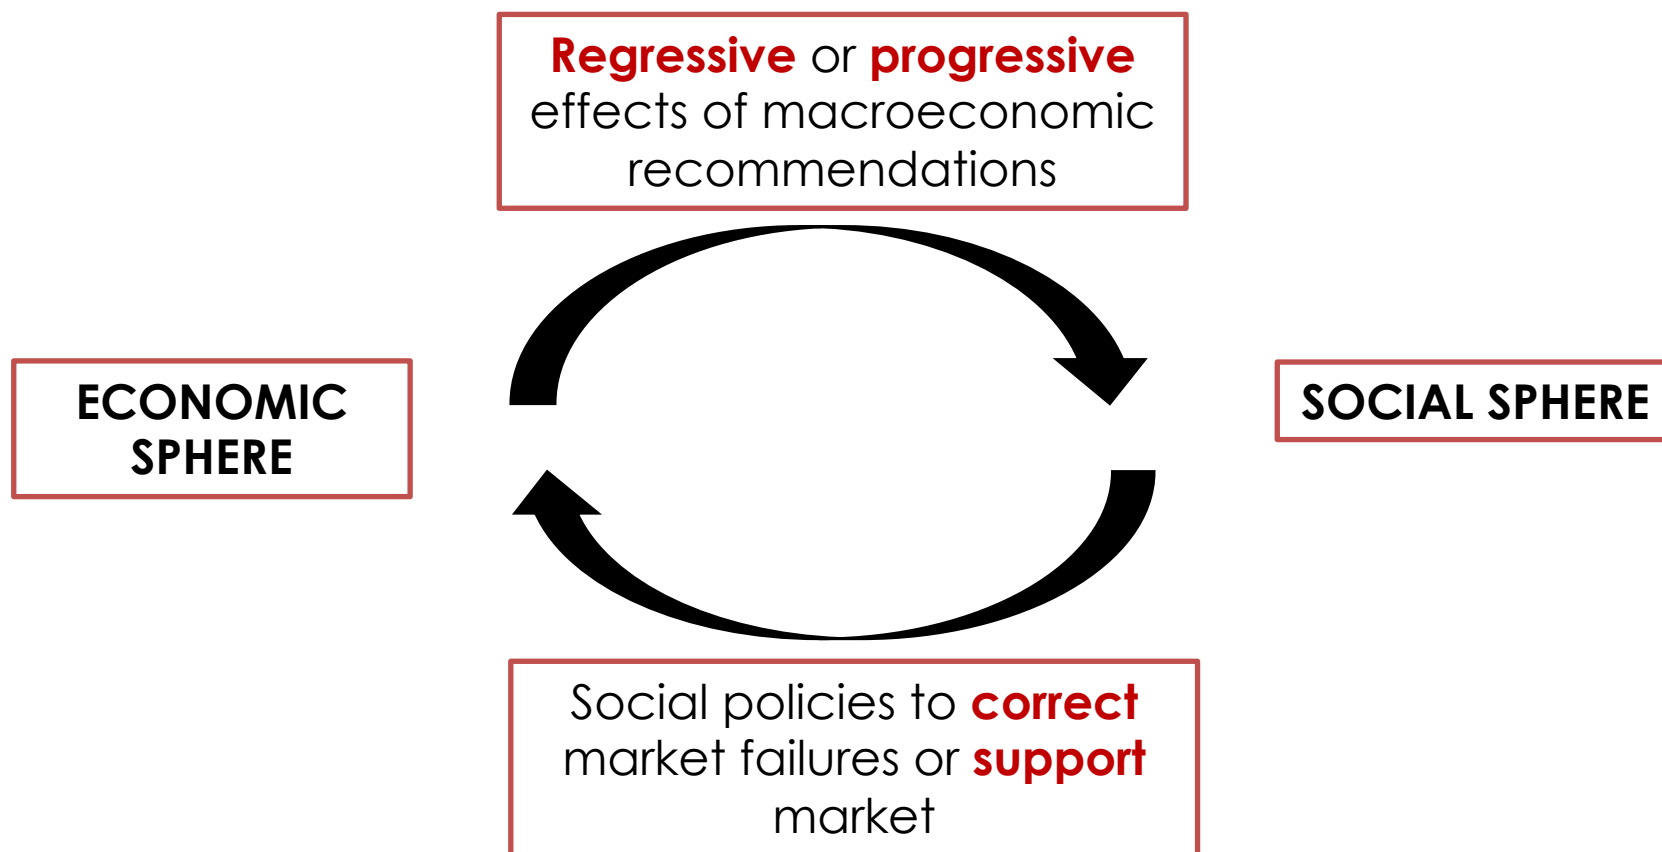 Regressive or progressive
effects of macroeconomic
recommendations
ECONOMIC
SPHERE
SOCIAL SPHERE
Social policies to correct
market failures or support
market